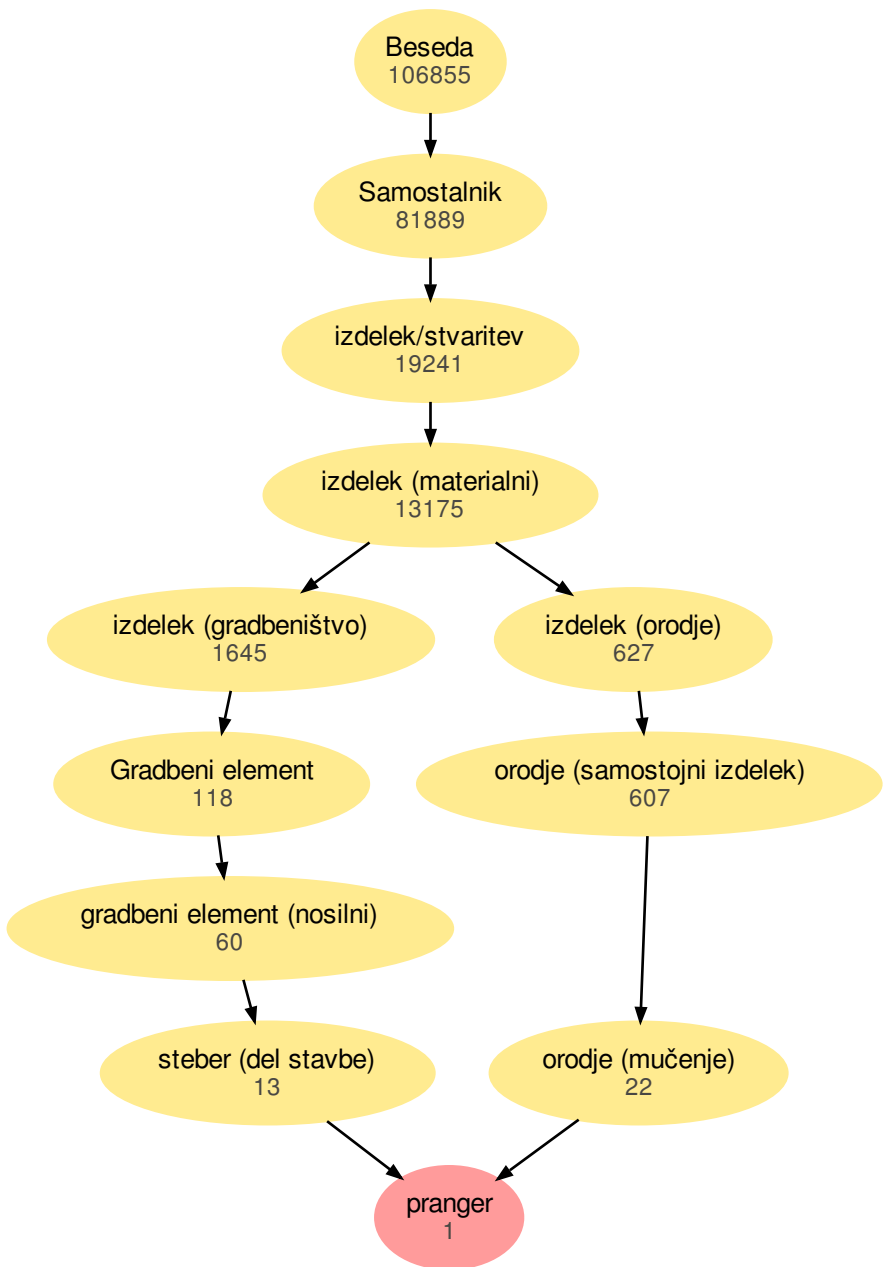 Beseda
106855
Samostalnik
81889
izdelek/stvaritev
19241
izdelek (materialni)
13175
izdelek (gradbeništvo)
1645
izdelek (orodje)
627
Gradbeni element
118
orodje (samostojni izdelek)
607
gradbeni element (nosilni)
60
steber (del stavbe)
13
orodje (mučenje)
22
pranger
1